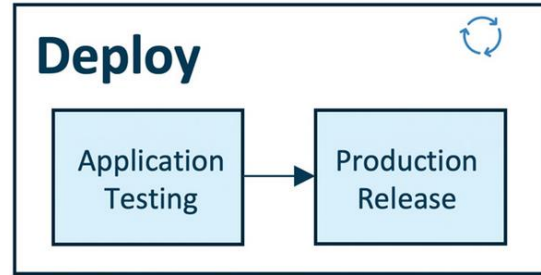 Deploy
Application
Testing
Production
Release